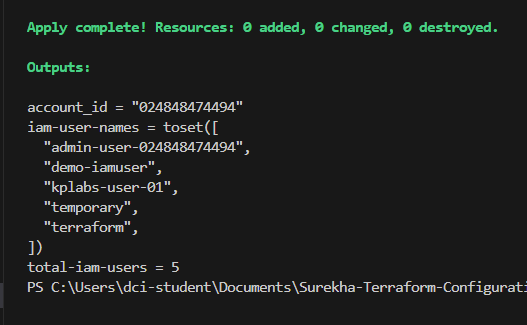 Apply complete! Resources: 0 added, 0 changed, 0 destroyed.
Outputs:
account_id = "024848474494"
iam-user-names = toset([
  "admin-user-024848474494",
  "demo-iamuser",
  "kplabs-user-01",
  "temporary",
  "terraform",
])
total-iam-users = 5
PS C:\Users\dci-student\Documents\Surekha-Terraform-Configurati